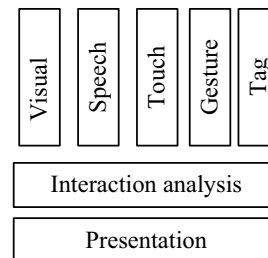 Visual
Speech
Touch
Gesture
Tag
Interaction analysis
Presentation